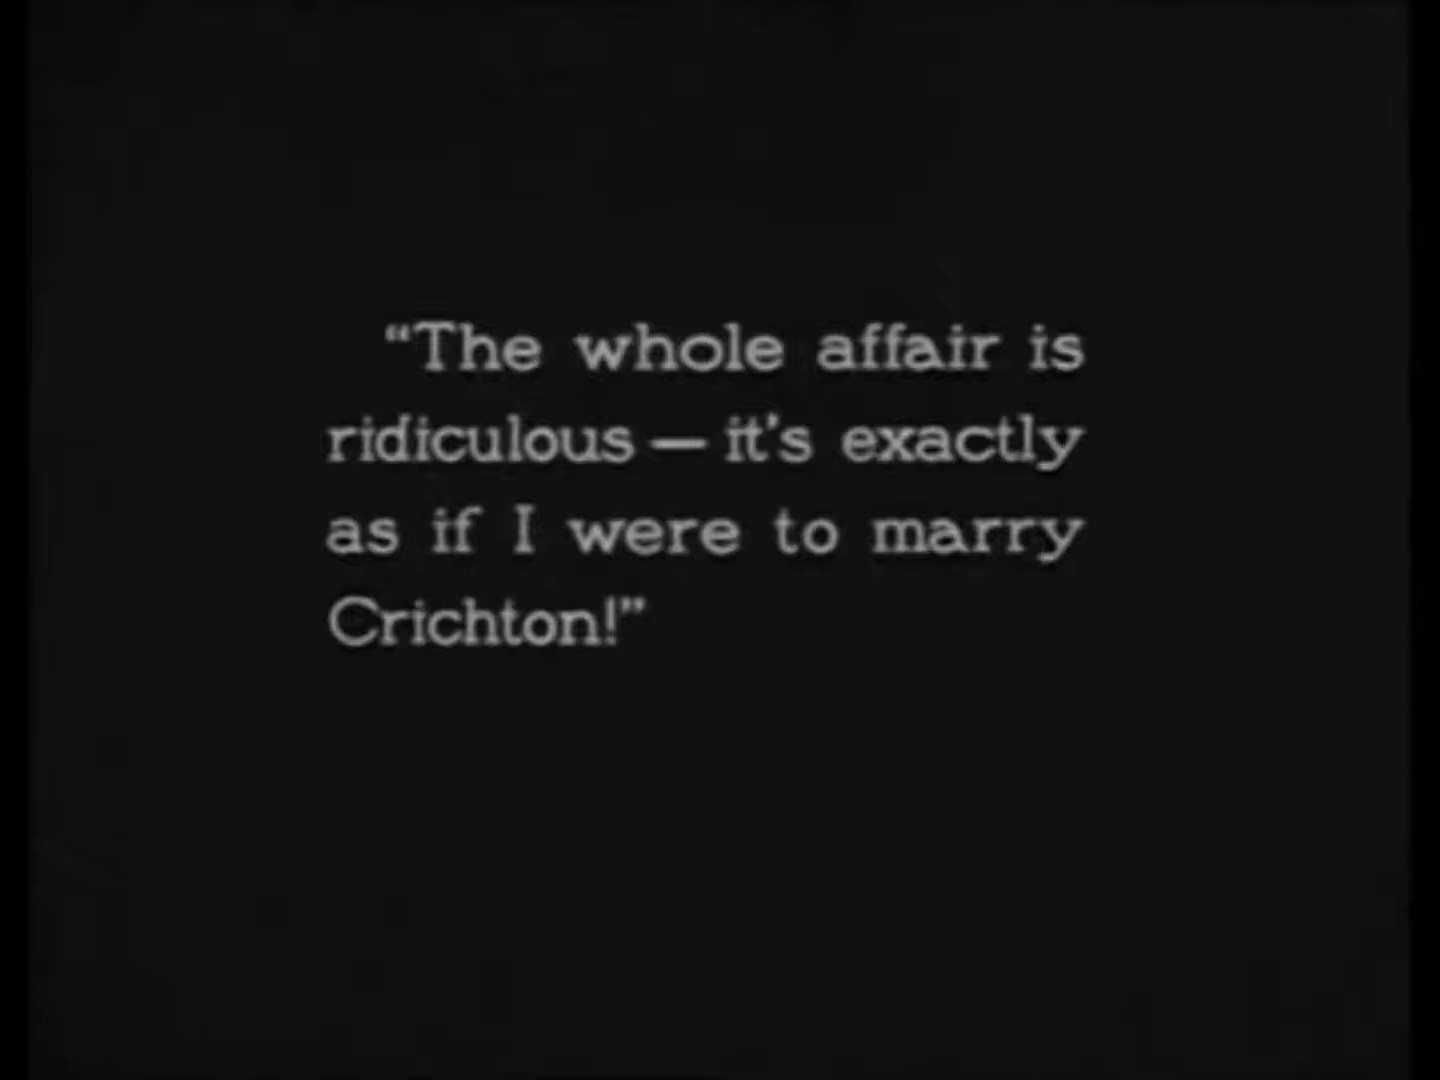 “The whole affair is
ridiculous — it’s exactly
as if I were to marry
Crichton!”